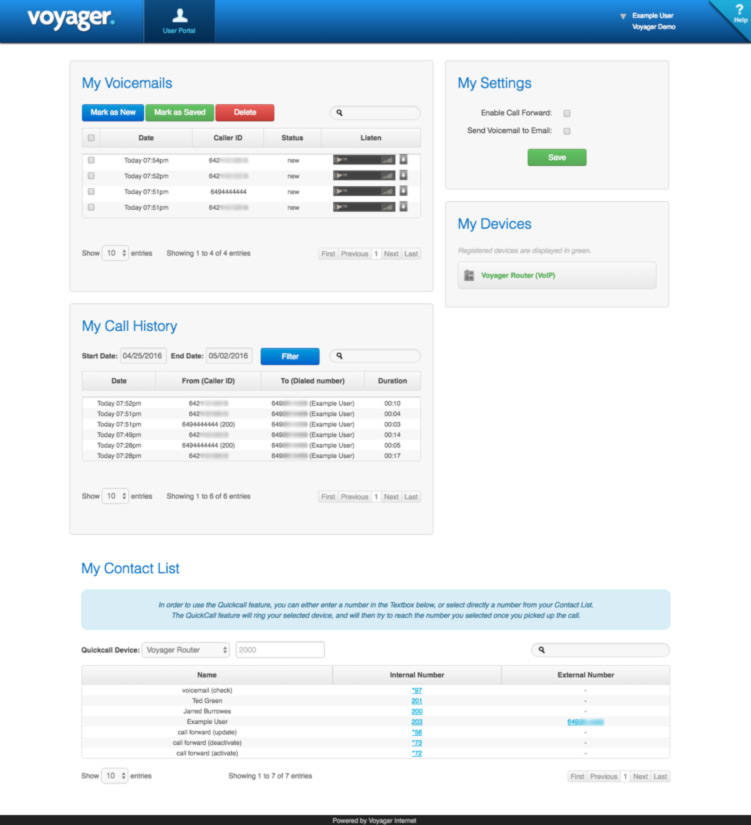 voyager.
User Portal
Example User
Voyager Demo
?
Help
My Voicemails
Mark as New Mark as Saved Delete
Date Caller ID Status Listen
Today 07:54pm 642 new
Today 07:52pm 642 new
Today 07:51pm 6494444444 new
Today 07:51pm 642 new
Show 10 entries Showing 1 to 4 of 4 entries First Previous 1 Next Last
My Settings
Enable Call Forward:
Send Voicemail to Email:
Save
My Devices
Registered devices are displayed in green.
Voyager Router (VoIP)
My Call History
Start Date: 04/25/2016 End Date: 05/02/2016 Filter
Date From (Caller ID) To (Dialed number) Duration
Today 07:52pm 642 649 (Example User) 00:10
Today 07:51pm 642 649 (Example User) 00:04
Today 07:51pm 6494444444 (200) 649 (Example User) 00:03
Today 07:49pm 642 649 (Example User) 00:14
Today 07:28pm 6494444444 (200) 649 (Example User) 00:05
Today 07:28pm 642 649 (Example User) 00:17
Show 10 entries Showing 1 to 6 of 6 entries First Previous 1 Next Last
My Contact List
In order to use the Quickcall feature, you can either enter a number in the Textbox below, or select directly a number from your Contact List.
The QuickCall feature will ring your selected device, and will then try to reach the number you selected once you picked up the call.
Quickcall Device: Voyager Router 2000
Name Internal Number External Number
voicemail (check) *97 -
Ted Green 201 -
Jarred Burrowes 200 -
Example User 203 649
call forward (update) *56 -
call forward (deactivate) *73 -
call forward (activate) *72 -
Show 10 entries Showing 1 to 7 of 7 entries First Previous 1 Next Last
Powered by Voyager Internet